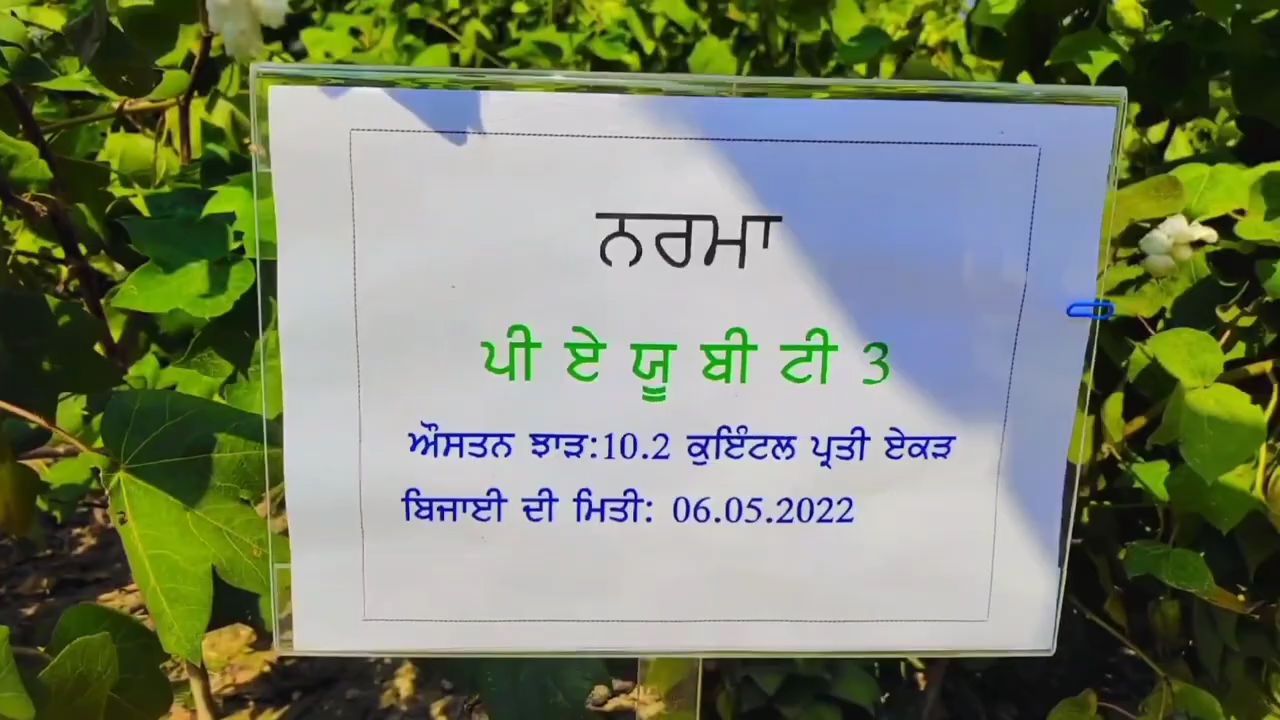 ਨਰਮਾ
ਪੀ ਏ ਯੂ ਬੀ ਟੀ 3
ਔਸਤਨ ਝਾੜ:10.2 ਕੁਇੰਟਲ ਪ੍ਰਤੀ ਏਕੜ
ਬਿਜਾਈ ਦੀ ਮਿਤੀ: 06.05.2022